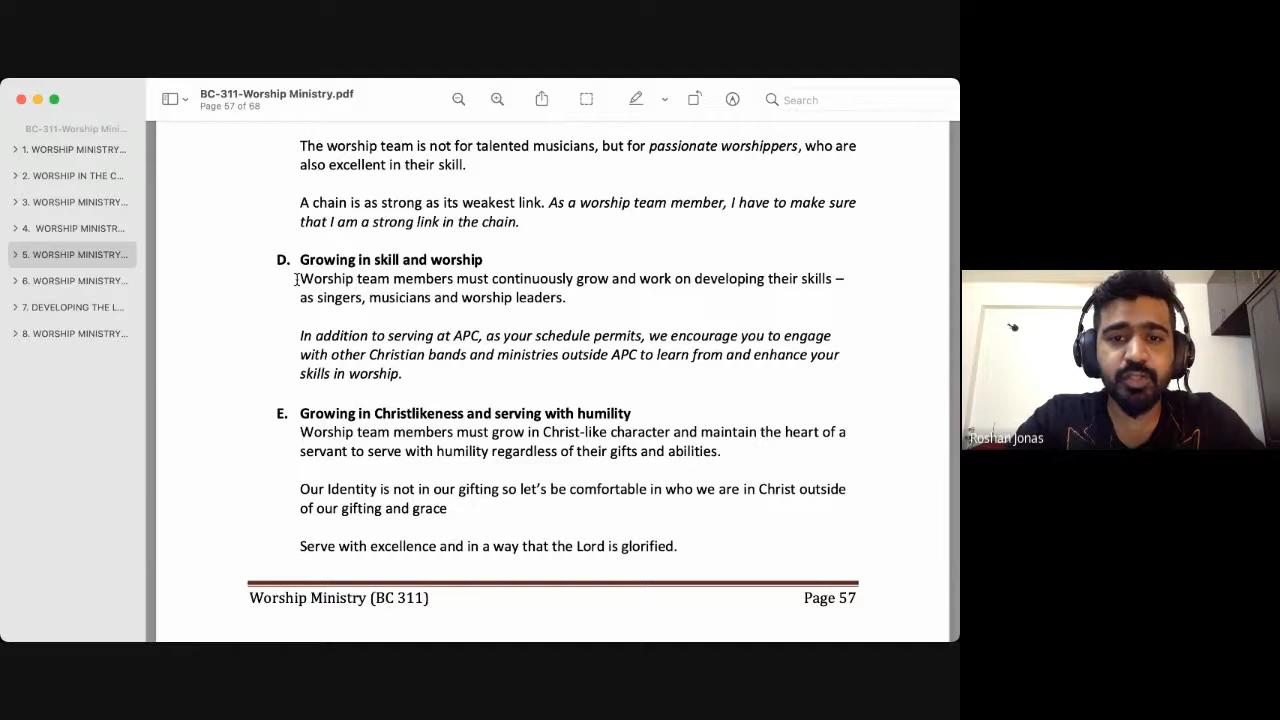 BC-311-Worship Ministry.pdf
Page 57 of 68
Search
BC-311-Worship Mini...
1. WORSHIP MINISTRY...
2. WORSHIP IN THE C...
3. WORSHIP MINISTRY...
4. WORSHIP MINISTR...
5. WORSHIP MINISTRY...
6. WORSHIP MINISTRY...
7. DEVELOPING THE L...
8. WORSHIP MINISTRY...
The worship team is not for talented musicians, but for passionate worshippers, who are
also excellent in their skill.
A chain is as strong as its weakest link. As a worship team member, I have to make sure
that I am a strong link in the chain.
D. Growing in skill and worship
Worship team members must continuously grow and work on developing their skills –
as singers, musicians and worship leaders.
In addition to serving at APC, as your schedule permits, we encourage you to engage
with other Christian bands and ministries outside APC to learn from and enhance your
skills in worship.
E. Growing in Christlikeness and serving with humility
Worship team members must grow in Christ-like character and maintain the heart of a
servant to serve with humility regardless of their gifts and abilities.
Our Identity is not in our gifting so let's be comfortable in who we are in Christ outside
of our gifting and grace
Serve with excellence and in a way that the Lord is glorified.
Worship Ministry (BC 311) Page 57
Roshan Jonas